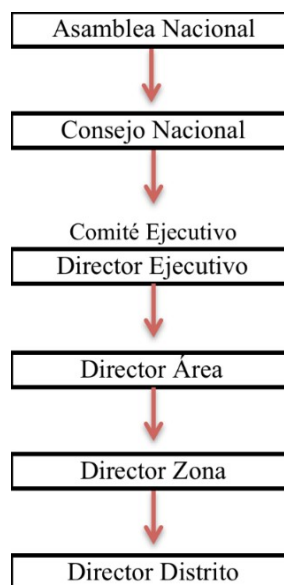 Asamblea Nacional
Consejo Nacional
Comité Ejecutivo
Director Ejecutivo
Director Área
Director Zona
Director Distrito